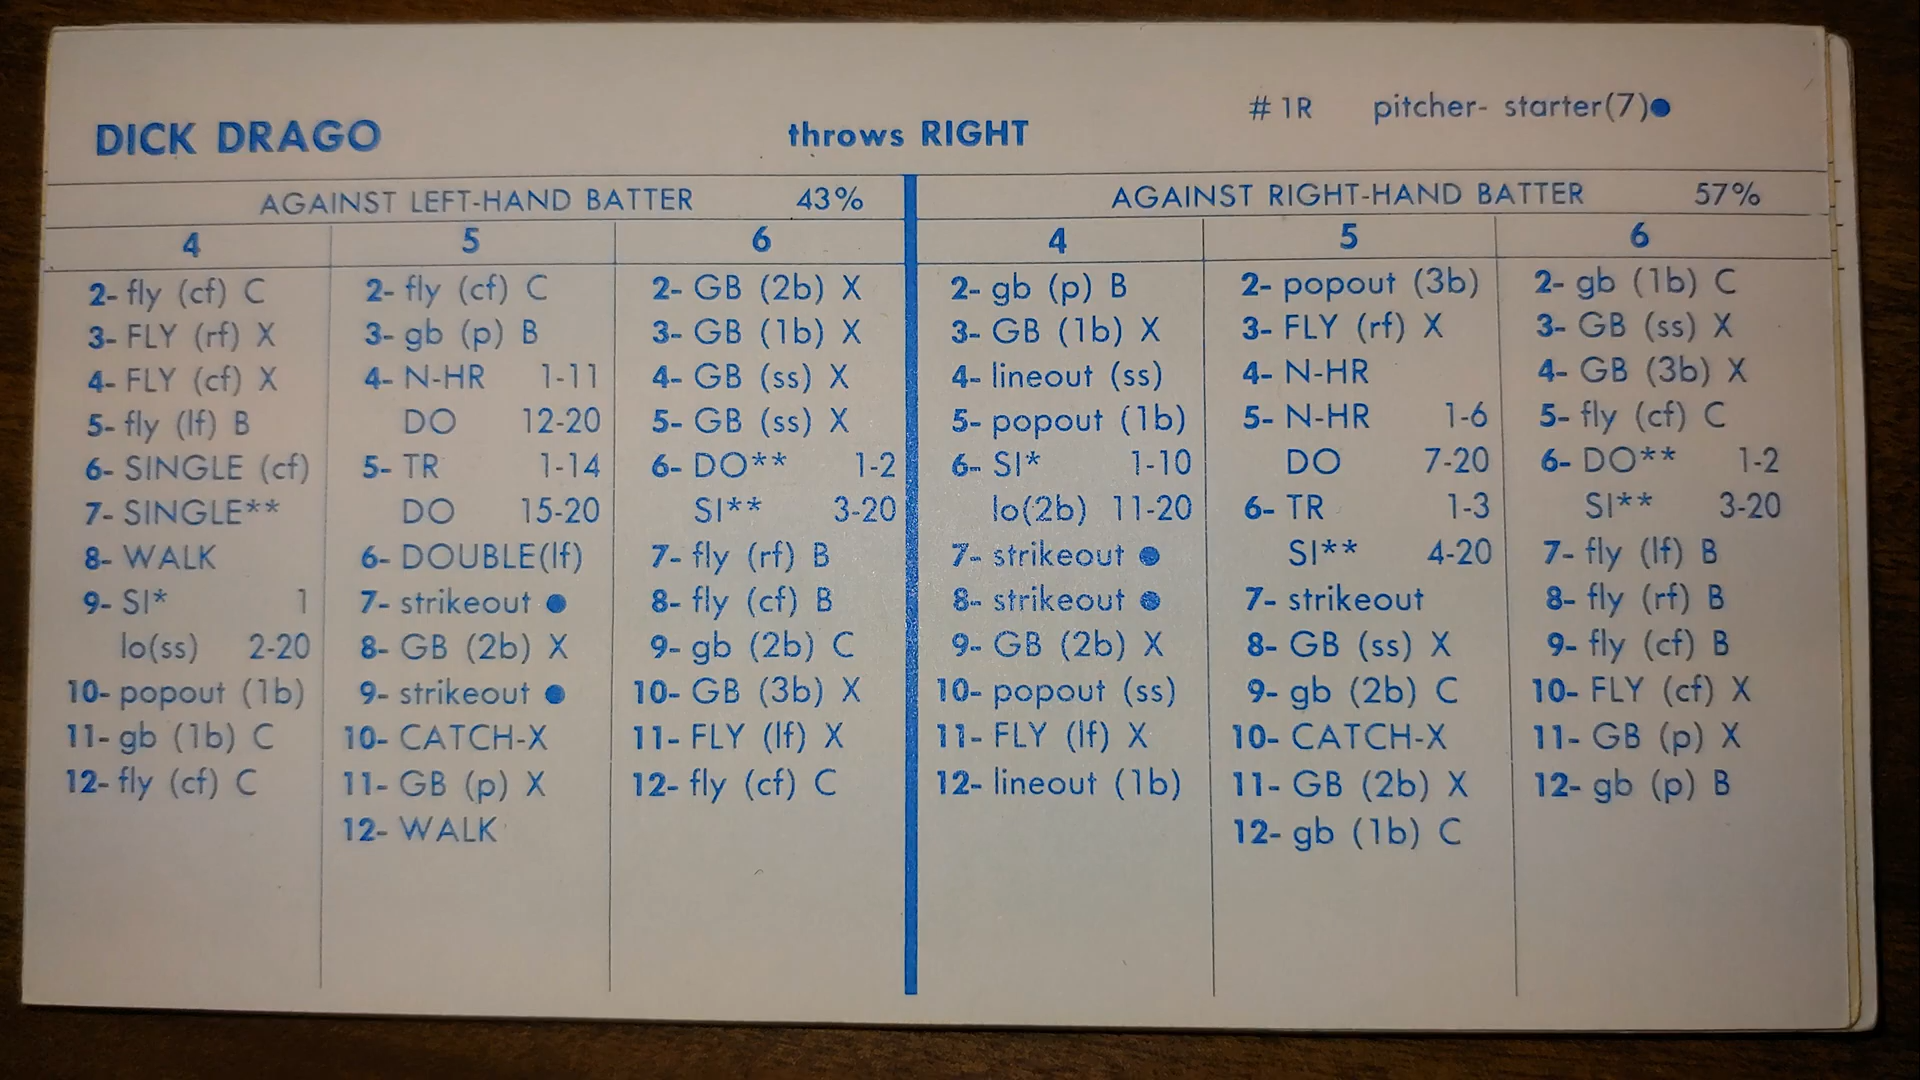 # 1R pitcher- starter(7)●
DICK DRAGO throws RIGHT
AGAINST LEFT-HAND BATTER 43%
4 5 6
2- fly (cf) C
3- FLY (rf) X
4- FLY (cf) X
5- fly (lf) B
6- SINGLE (cf)
7- SINGLE**
8- WALK
9- SI* 1
lo(ss) 2-20
10- popout (1b)
11- gb (1b) C
12- fly (cf) C
2- fly (cf) C
3- gb (p) B
4- N-HR 1-11
DO 12-20
5- TR 1-14
DO 15-20
6- DOUBLE(lf)
7- strikeout ●
8- GB (2b) X
9- strikeout ●
10- CATCH-X
11- GB (p) X
12- WALK
2- GB (2b) X
3- GB (1b) X
4- GB (ss) X
5- GB (ss) X
6- DO** 1-2
SI** 3-20
7- fly (rf) B
8- fly (cf) B
9- gb (2b) C
10- GB (3b) X
11- FLY (lf) X
12- fly (cf) C
AGAINST RIGHT-HAND BATTER 57%
4 5 6
2- gb (p) B
3- GB (1b) X
4- lineout (ss)
5- popout (1b)
6- SI* 1-10
lo(2b) 11-20
7- strikeout ●
8- strikeout ●
9- GB (2b) X
10- popout (ss)
11- FLY (lf) X
12- lineout (1b)
2- popout (3b)
3- FLY (rf) X
4- N-HR
5- N-HR 1-6
DO 7-20
6- TR 1-3
SI** 4-20
7- strikeout
8- GB (ss) X
9- gb (2b) C
10- CATCH-X
11- GB (2b) X
12- gb (1b) C
2- gb (1b) C
3- GB (ss) X
4- GB (3b) X
5- fly (cf) C
6- DO** 1-2
SI** 3-20
7- fly (lf) B
8- fly (rf) B
9- fly (cf) B
10- FLY (cf) X
11- GB (p) X
12- gb (p) B